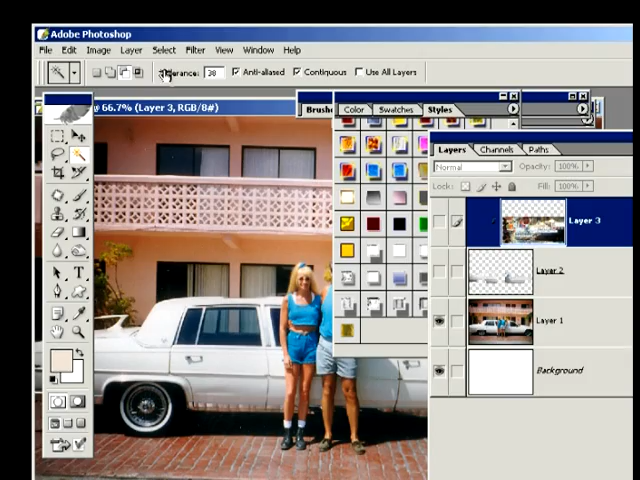 Adobe Photoshop
File Edit Image Layer Select Filter View Window Help
Tolerance: 30 Anti-aliased Contiguous Use All Layers
@ 66.7% (Layer 3, RGB/8#)
Brushe
Color Swatches Styles
Layers Channels Paths
Normal Opacity: 100%
Lock: Fill: 100%
Layer 3
Layer 2
Layer 1
Background
T